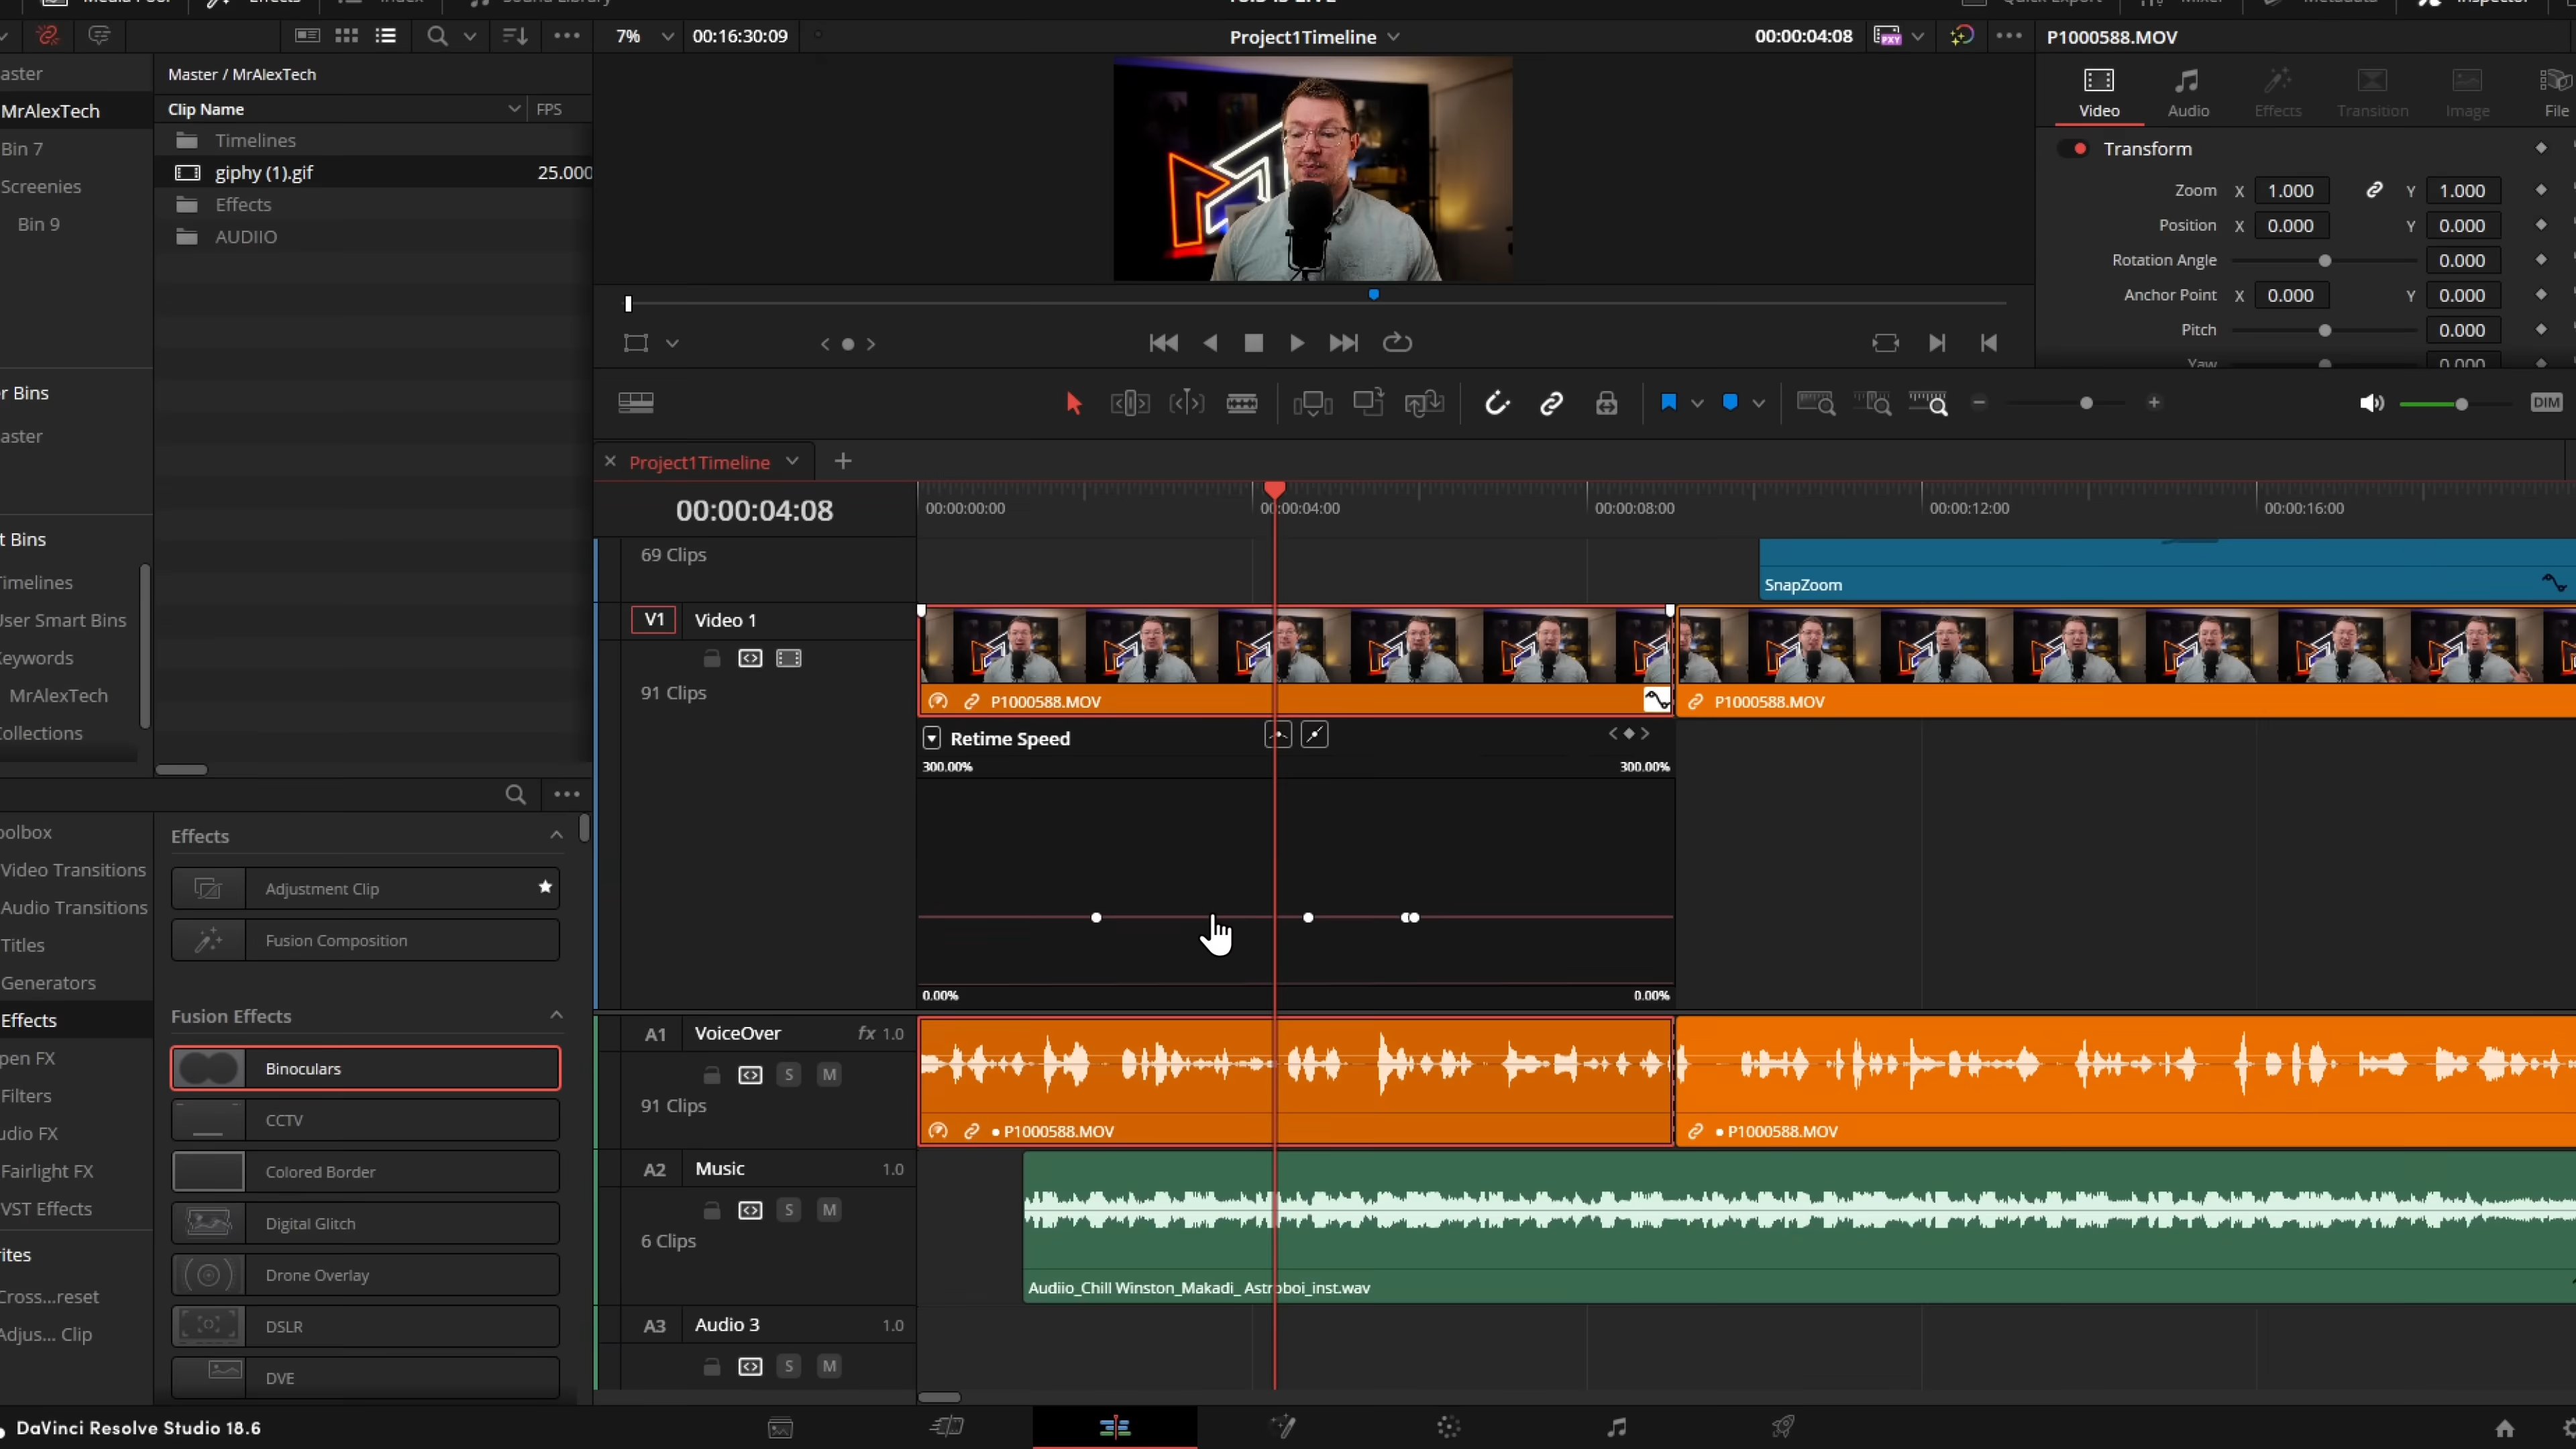 Effects
00:16:30:09
7%
Project1Timeline
00:00:04:08
P1000588.MOV
Master / MrAlexTech
Clip Name
FPS
Timelines
giphy (1).gif
25.000
Effects
AUDIIO
aster
MrAlexTech
Bin 7
Screenies
Bin 9
r Bins
aster
t Bins
Timelines
User Smart Bins
Keywords
MrAlexTech
Collections
Video
Audio
Effects
Transition
Image
File
Transform
Zoom X 1.000 Y 1.000
Position X 0.000 Y 0.000
Rotation Angle 0.000
Anchor Point X 0.000 Y 0.000
Pitch 0.000
Yaw 0.000
DIM
Project1Timeline
00:00:04:08
00:00:00:00
00:00:04:00
00:00:08:00
00:00:12:00
00:00:16:00
69 Clips
SnapZoom
V1 Video 1
91 Clips
P1000588.MOV
P1000588.MOV
Retime Speed
300.00%
300.00%
0.00%
0.00%
A1 VoiceOver fx 1.0
S M
91 Clips
P1000588.MOV
P1000588.MOV
A2 Music 1.0
S M
6 Clips
Audiio_Chill Winston_Makadi_ Astroboi_inst.wav
A3 Audio 3 1.0
S M
oolbox
Video Transitions
Audio Transitions
Titles
Generators
Effects
pen FX
Filters
udio FX
Fairlight FX
VST Effects
rites
Cross...reset
Adjus... Clip
Effects
Adjustment Clip
Fusion Composition
Fusion Effects
Binoculars
CCTV
Colored Border
Digital Glitch
Drone Overlay
DSLR
DVE
DaVinci Resolve Studio 18.6